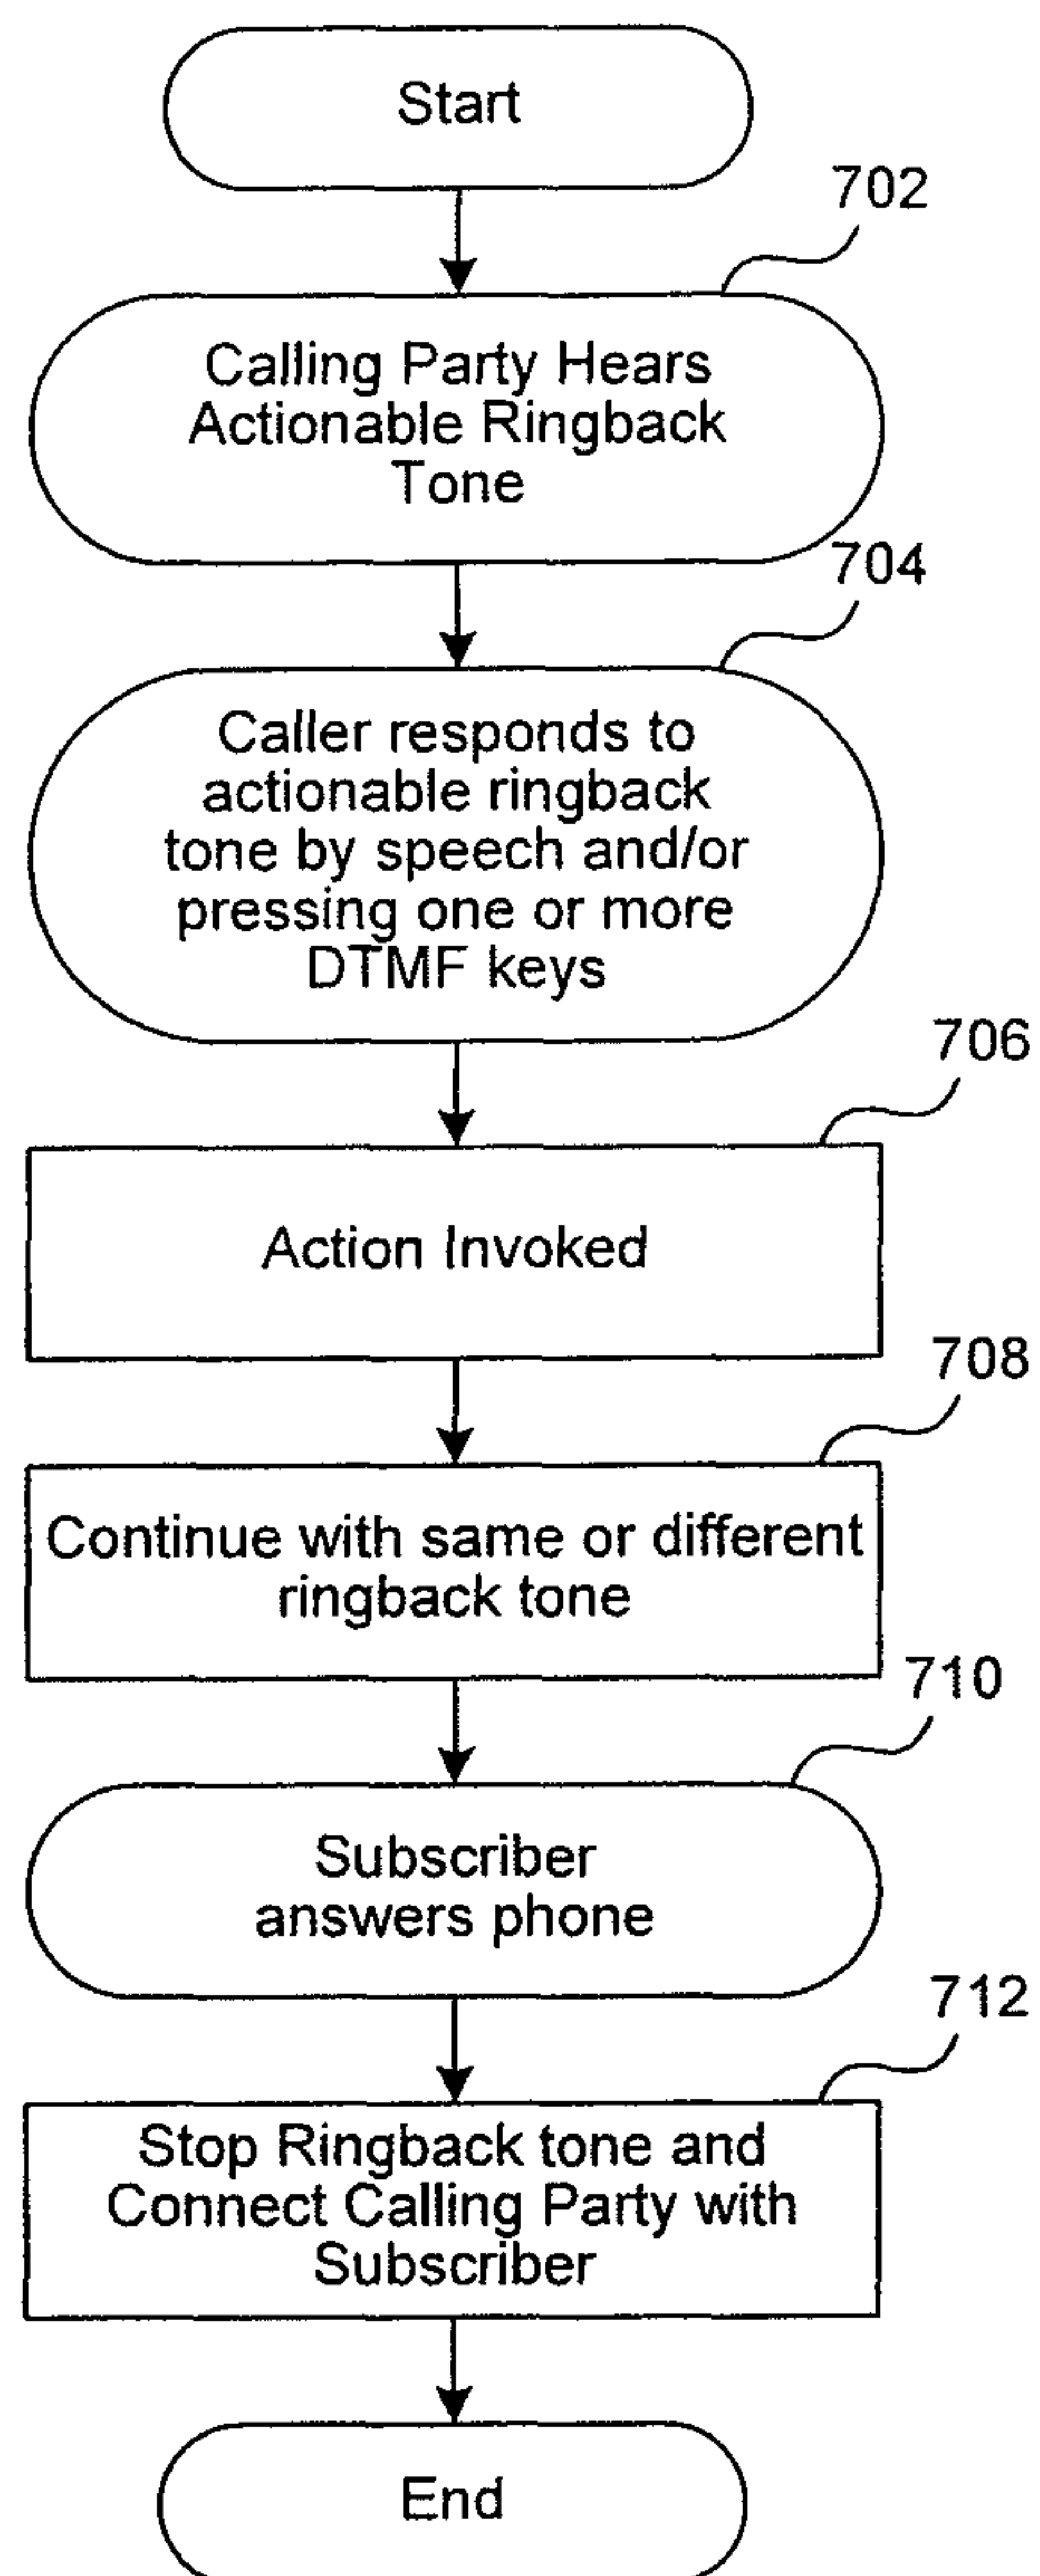 Start
702
Calling Party Hears
Actionable Ringback
Tone
704
Caller responds to
actionable ringback
tone by speech and/or
pressing one or more
DTMF keys
706
Action Invoked
708
Continue with same or different
ringback tone
710
Subscriber
answers phone
712
Stop Ringback tone and
Connect Calling Party with
Subscriber
End